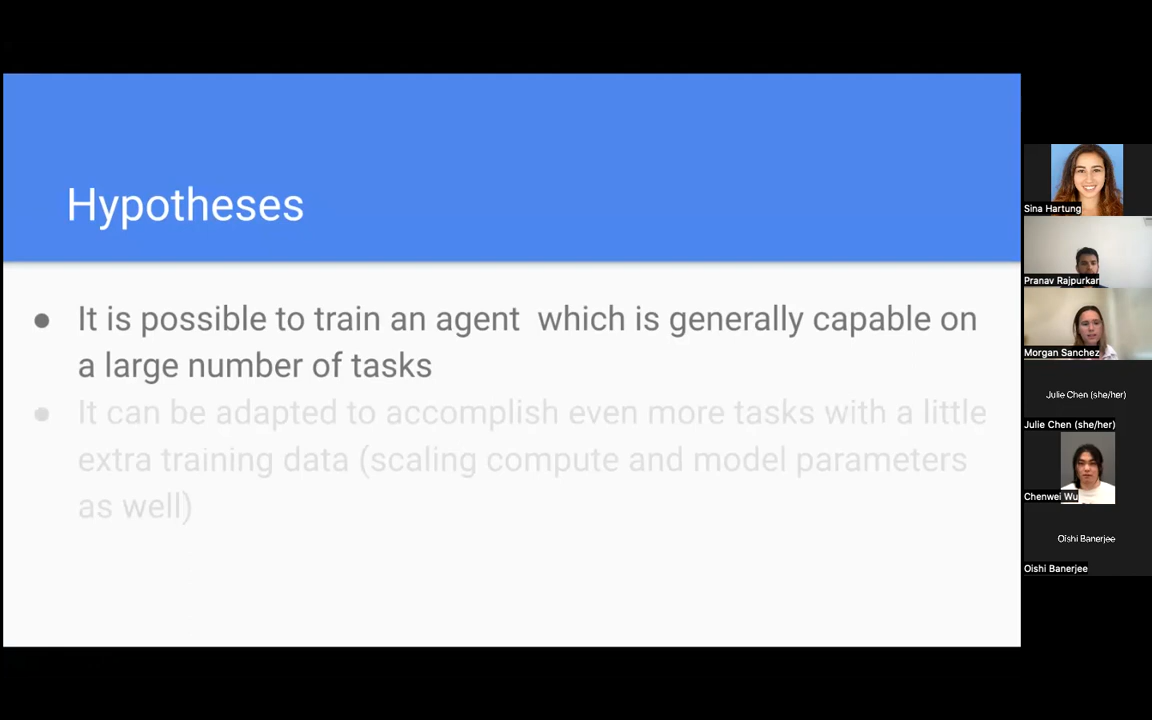 Hypotheses
● It is possible to train an agent  which is generally capable on
a large number of tasks
● It can be adapted to accomplish even more tasks with a little
extra training data (scaling compute and model parameters
as well)
Sina Hartung
Pranav Rajpurkar
Morgan Sanchez
Julie Chen (she/her)
Julie Chen (she/her)
Chenwei Wu
Oishi Banerjee
Oishi Banerjee